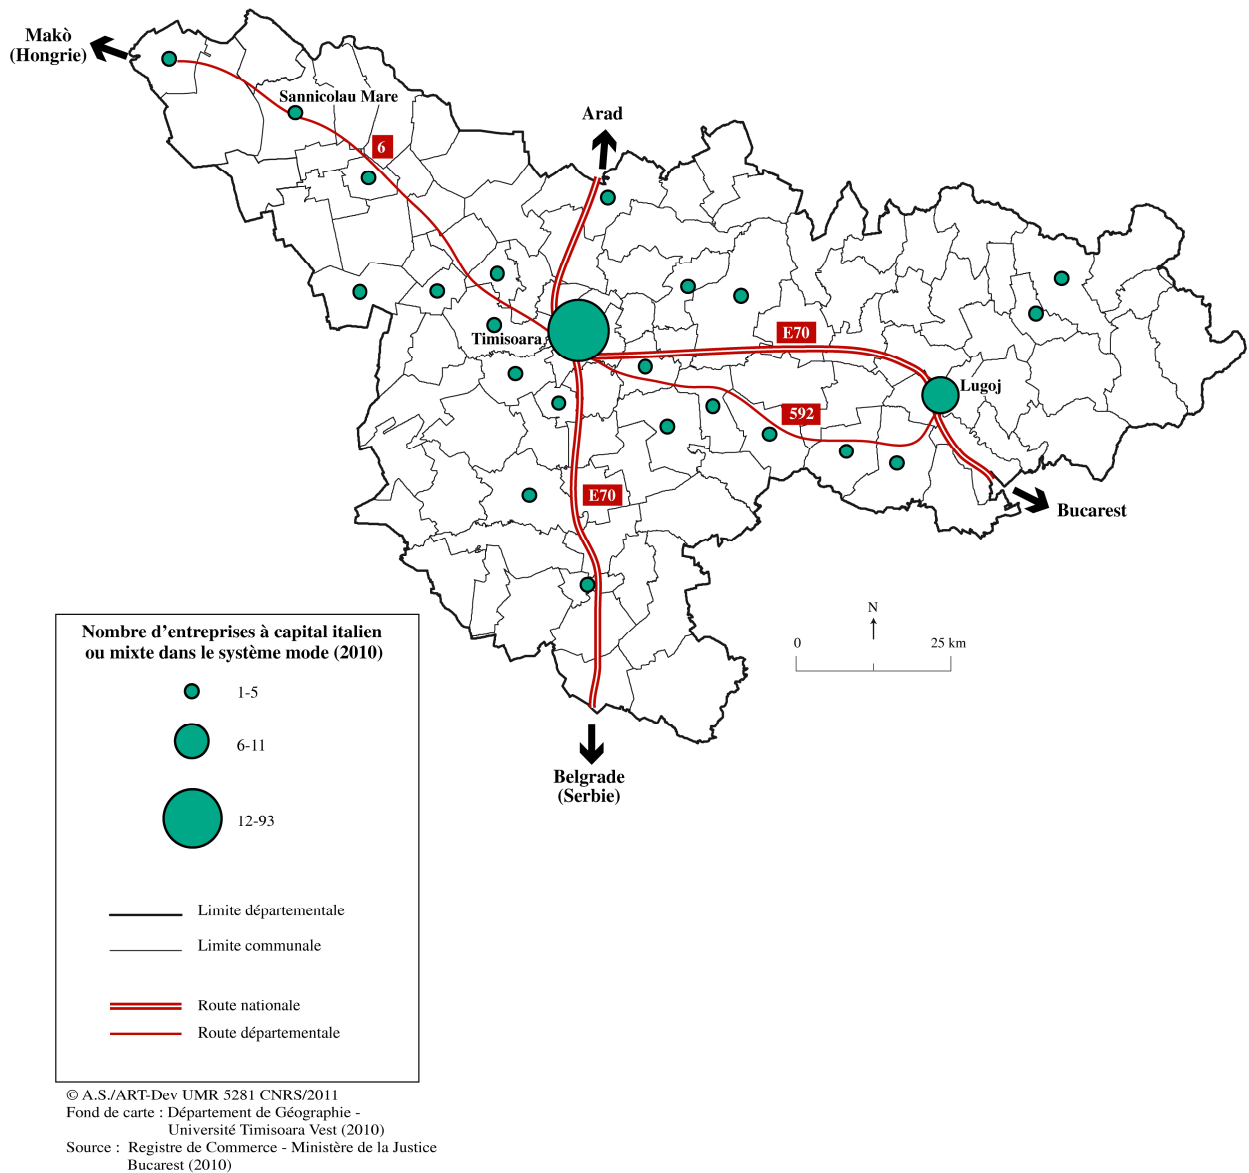 Makò
(Hongrie)
Sannicolau Mare
6
Arad
Timisoara
E70
Lugoj
592
E70
Bucarest
Belgrade
(Serbie)
N
0 25 km
Nombre d'entreprises à capital italien
ou mixte dans le système mode (2010)
1-5
6-11
12-93
Limite départementale
Limite communale
Route nationale
Route départementale
© A.S./ART-Dev UMR 5281 CNRS/2011
Fond de carte : Département de Géographie -
Université Timisoara Vest (2010)
Source : Registre de Commerce - Ministère de la Justice
Bucarest (2010)